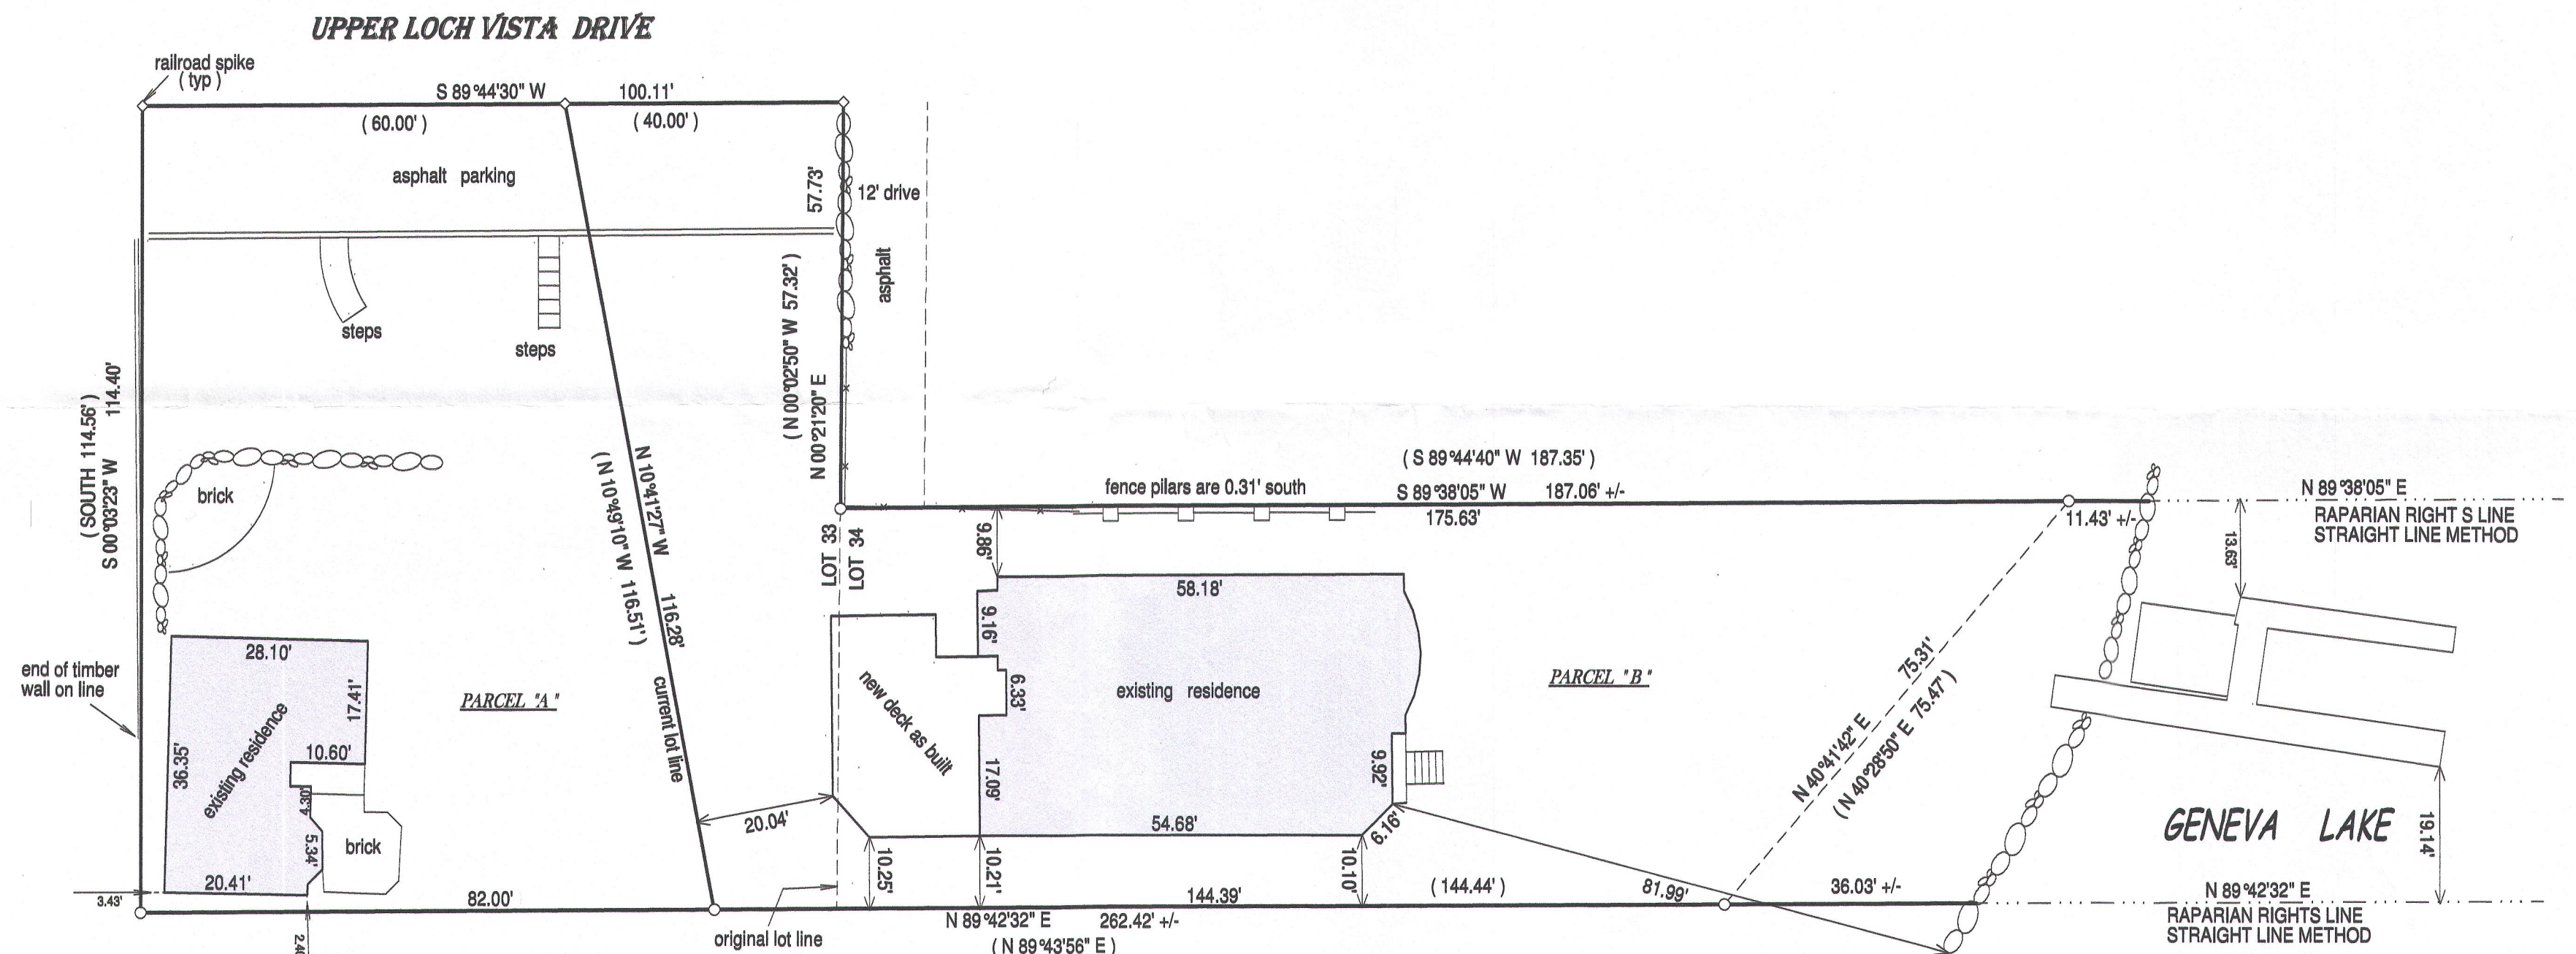 UPPER LOCH VISTA DRIVE
railroad spike
( typ )
S 89°44'30" W
100.11'
( 60.00' )
( 40.00' )
asphalt parking
57.73'
12' drive
asphalt
steps
steps
( N 00°02'50" W 57.32' )
N 00°21'20" E
( SOUTH 114.56' )
S 00°03'23" W 114.40'
brick
N 10°41'27" W 116.28'
( N 10°49'10" W 116.51' )
current lot line
( S 89°44'40" W 187.35' )
fence pilars are 0.31' south
S 89°38'05" W 187.06' +/-
175.63'
11.43' +/-
N 89°38'05" E
RAPARIAN RIGHT S LINE
STRAIGHT LINE METHOD
13.63'
LOT 33
LOT 34
9.86'
58.18'
9.16'
6.33'
28.10'
17.41'
end of timber
wall on line
PARCEL "A"
new deck as built
existing residence
PARCEL "B"
75.31'
N 40°41'42" E
( N 40°28'50" E 75.47' )
36.35'
existing residence
10.60'
4.30'
5.34'
brick
20.41'
20.04'
17.09'
9.92'
54.68'
6.16'
GENEVA LAKE
19.14'
3.43'
82.00'
10.25'
10.21'
10.10'
144.39'
( 144.44' )
81.99'
36.03' +/-
N 89°42'32" E
RAPARIAN RIGHTS LINE
STRAIGHT LINE METHOD
original lot line
N 89°42'32" E 262.42' +/-
( N 89°43'56" E )